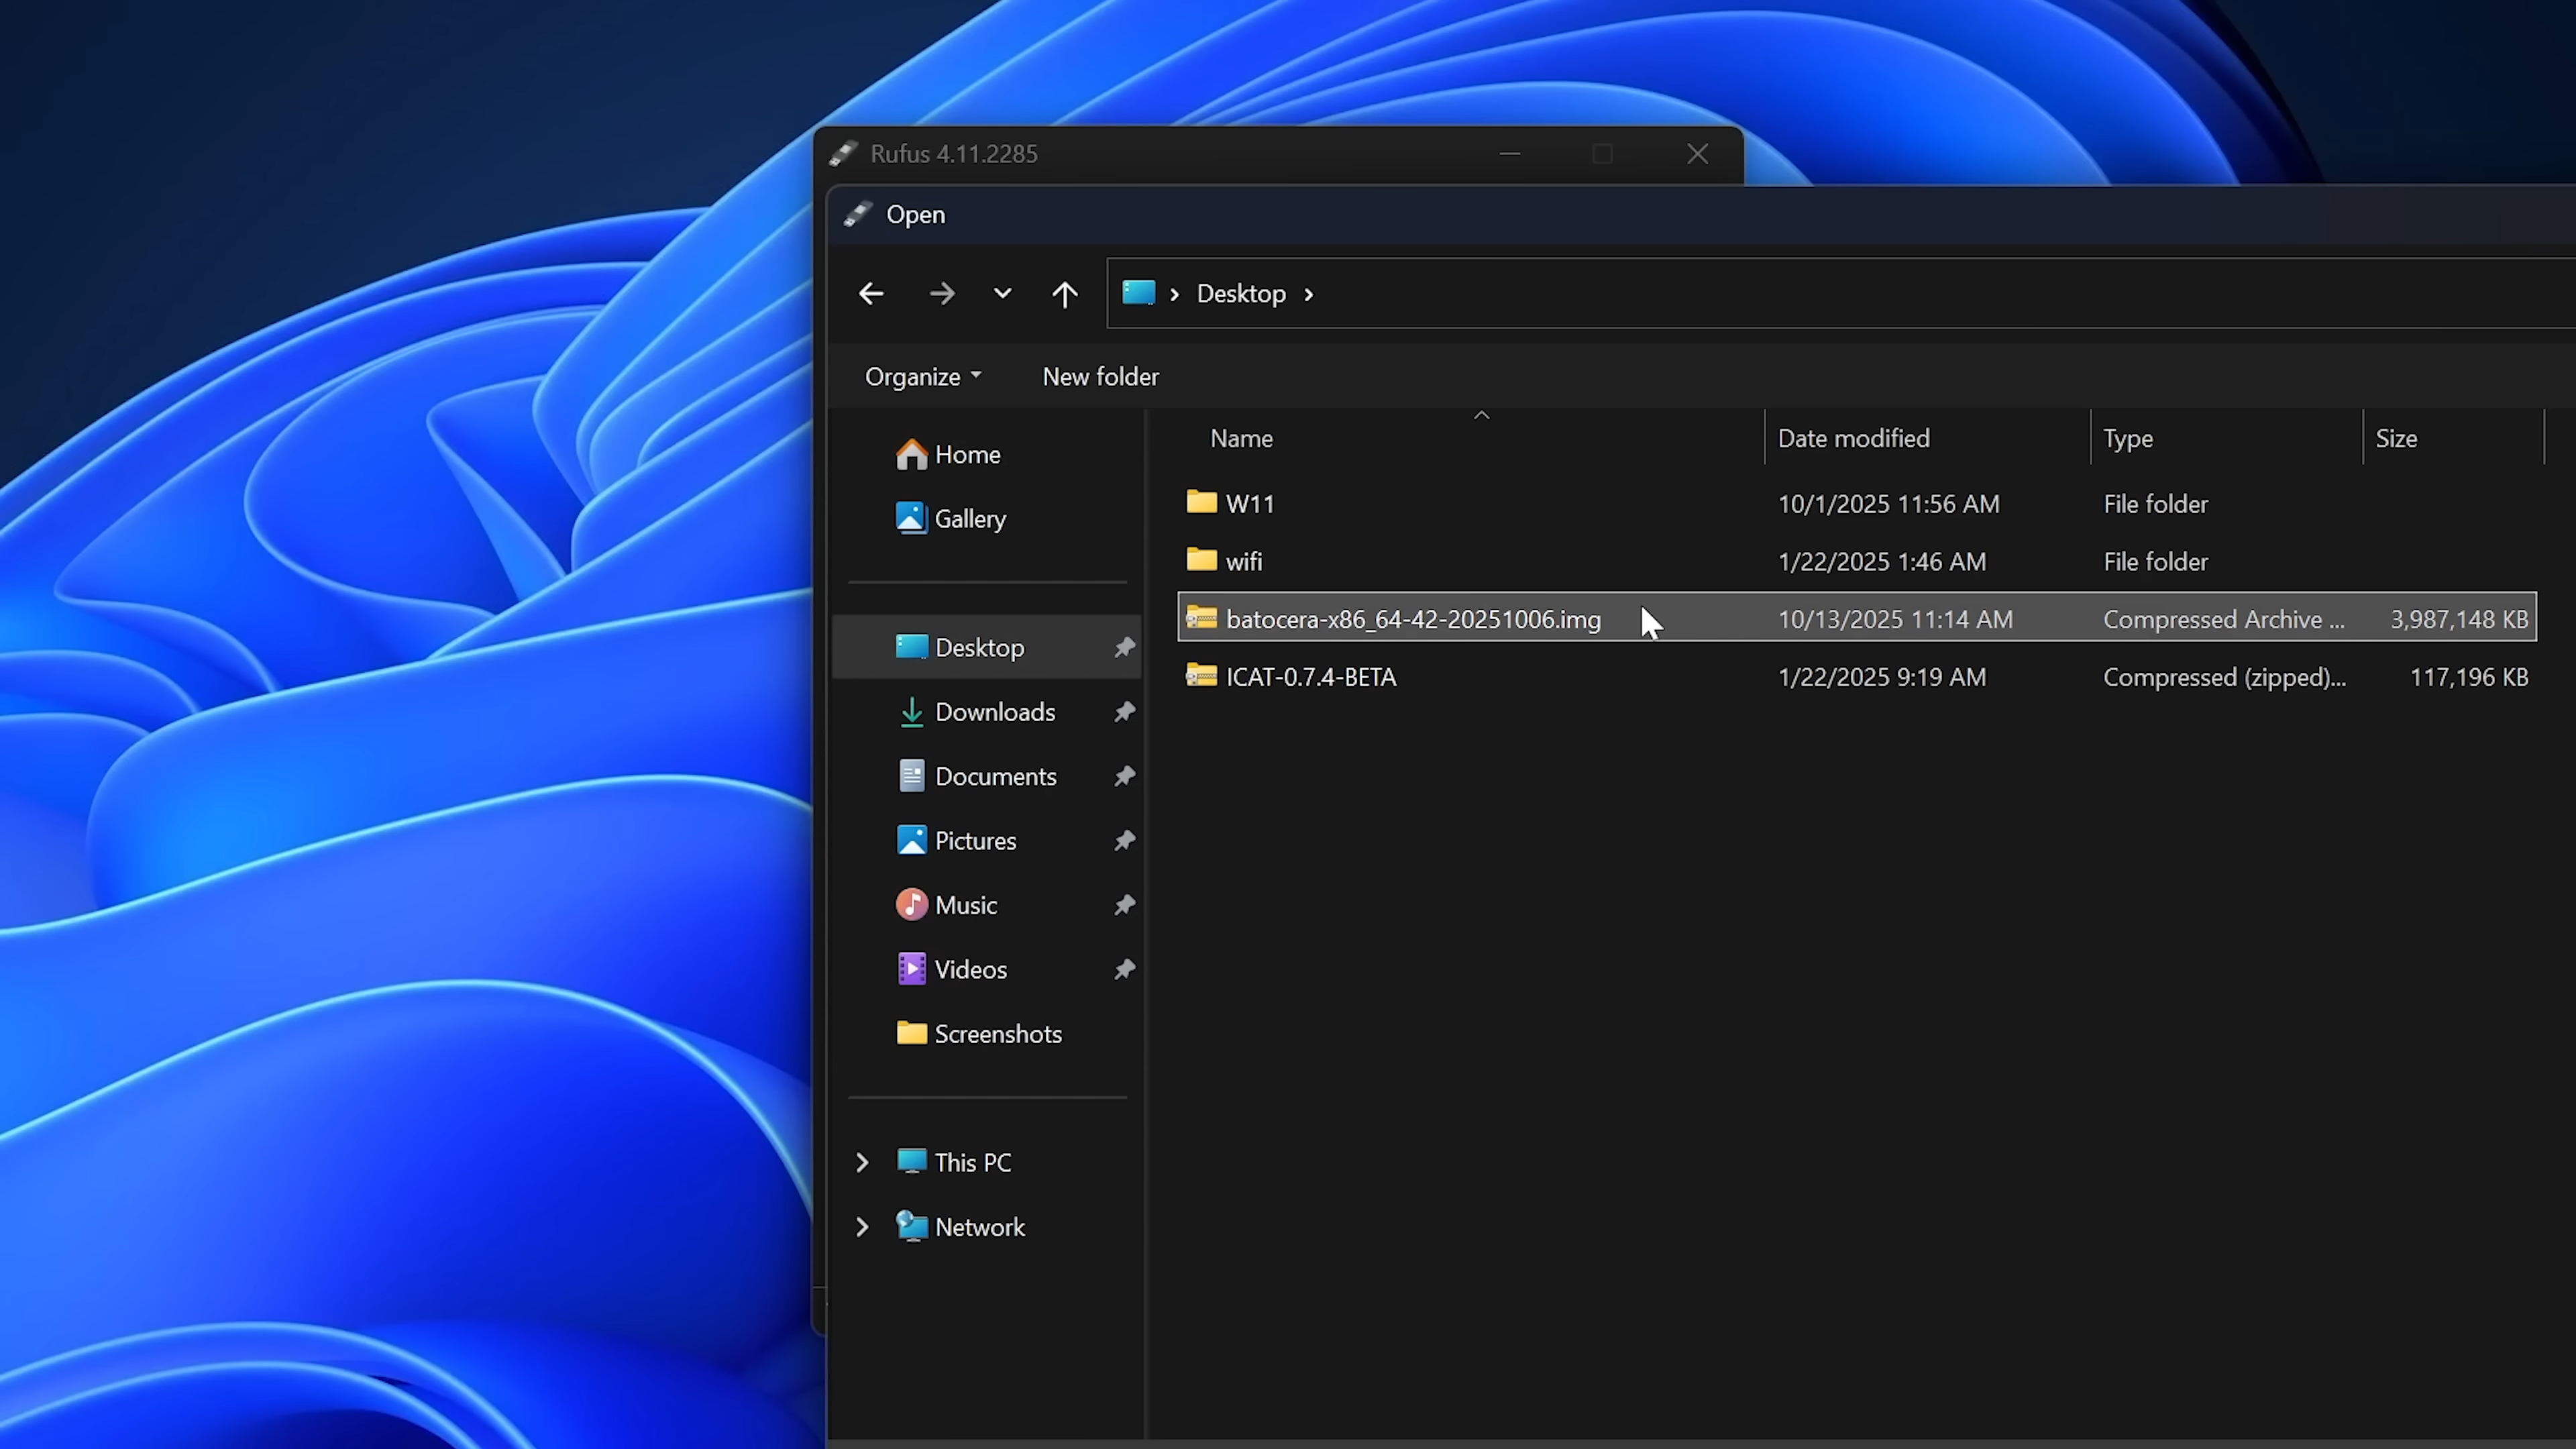 Rufus 4.11.2285
Open
Desktop
Organize New folder
Name Date modified Type Size
Home
Gallery
Desktop
Downloads
Documents
Pictures
Music
Videos
Screenshots
This PC
Network
W11 10/1/2025 11:56 AM File folder
wifi 1/22/2025 1:46 AM File folder
batocera-x86_64-42-20251006.img 10/13/2025 11:14 AM Compressed Archive ... 3,987,148 KB
ICAT-0.7.4-BETA 1/22/2025 9:19 AM Compressed (zipped)... 117,196 KB